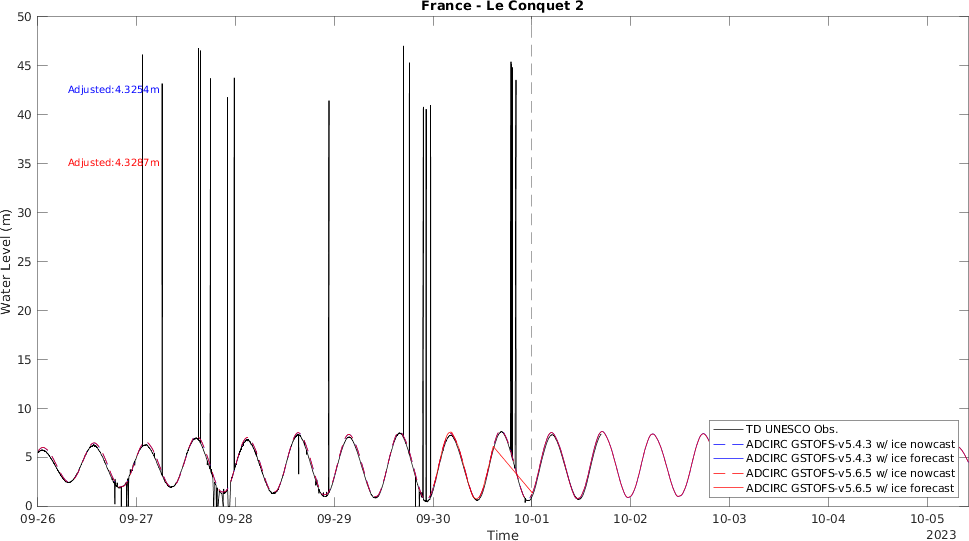 France - Le Conquet 2
50
45
40
35
30
25
20
15
10
5
0
Water Level (m)
Adjusted:4.3254m
Adjusted:4.3287m
TD UNESCO Obs.
ADCIRC GSTOFS-v5.4.3 w/ ice nowcast
ADCIRC GSTOFS-v5.4.3 w/ ice forecast
ADCIRC GSTOFS-v5.6.5 w/ ice nowcast
ADCIRC GSTOFS-v5.6.5 w/ ice forecast
09-26 09-27 09-28 09-29 09-30 10-01 10-02 10-03 10-04 10-05
Time
2023